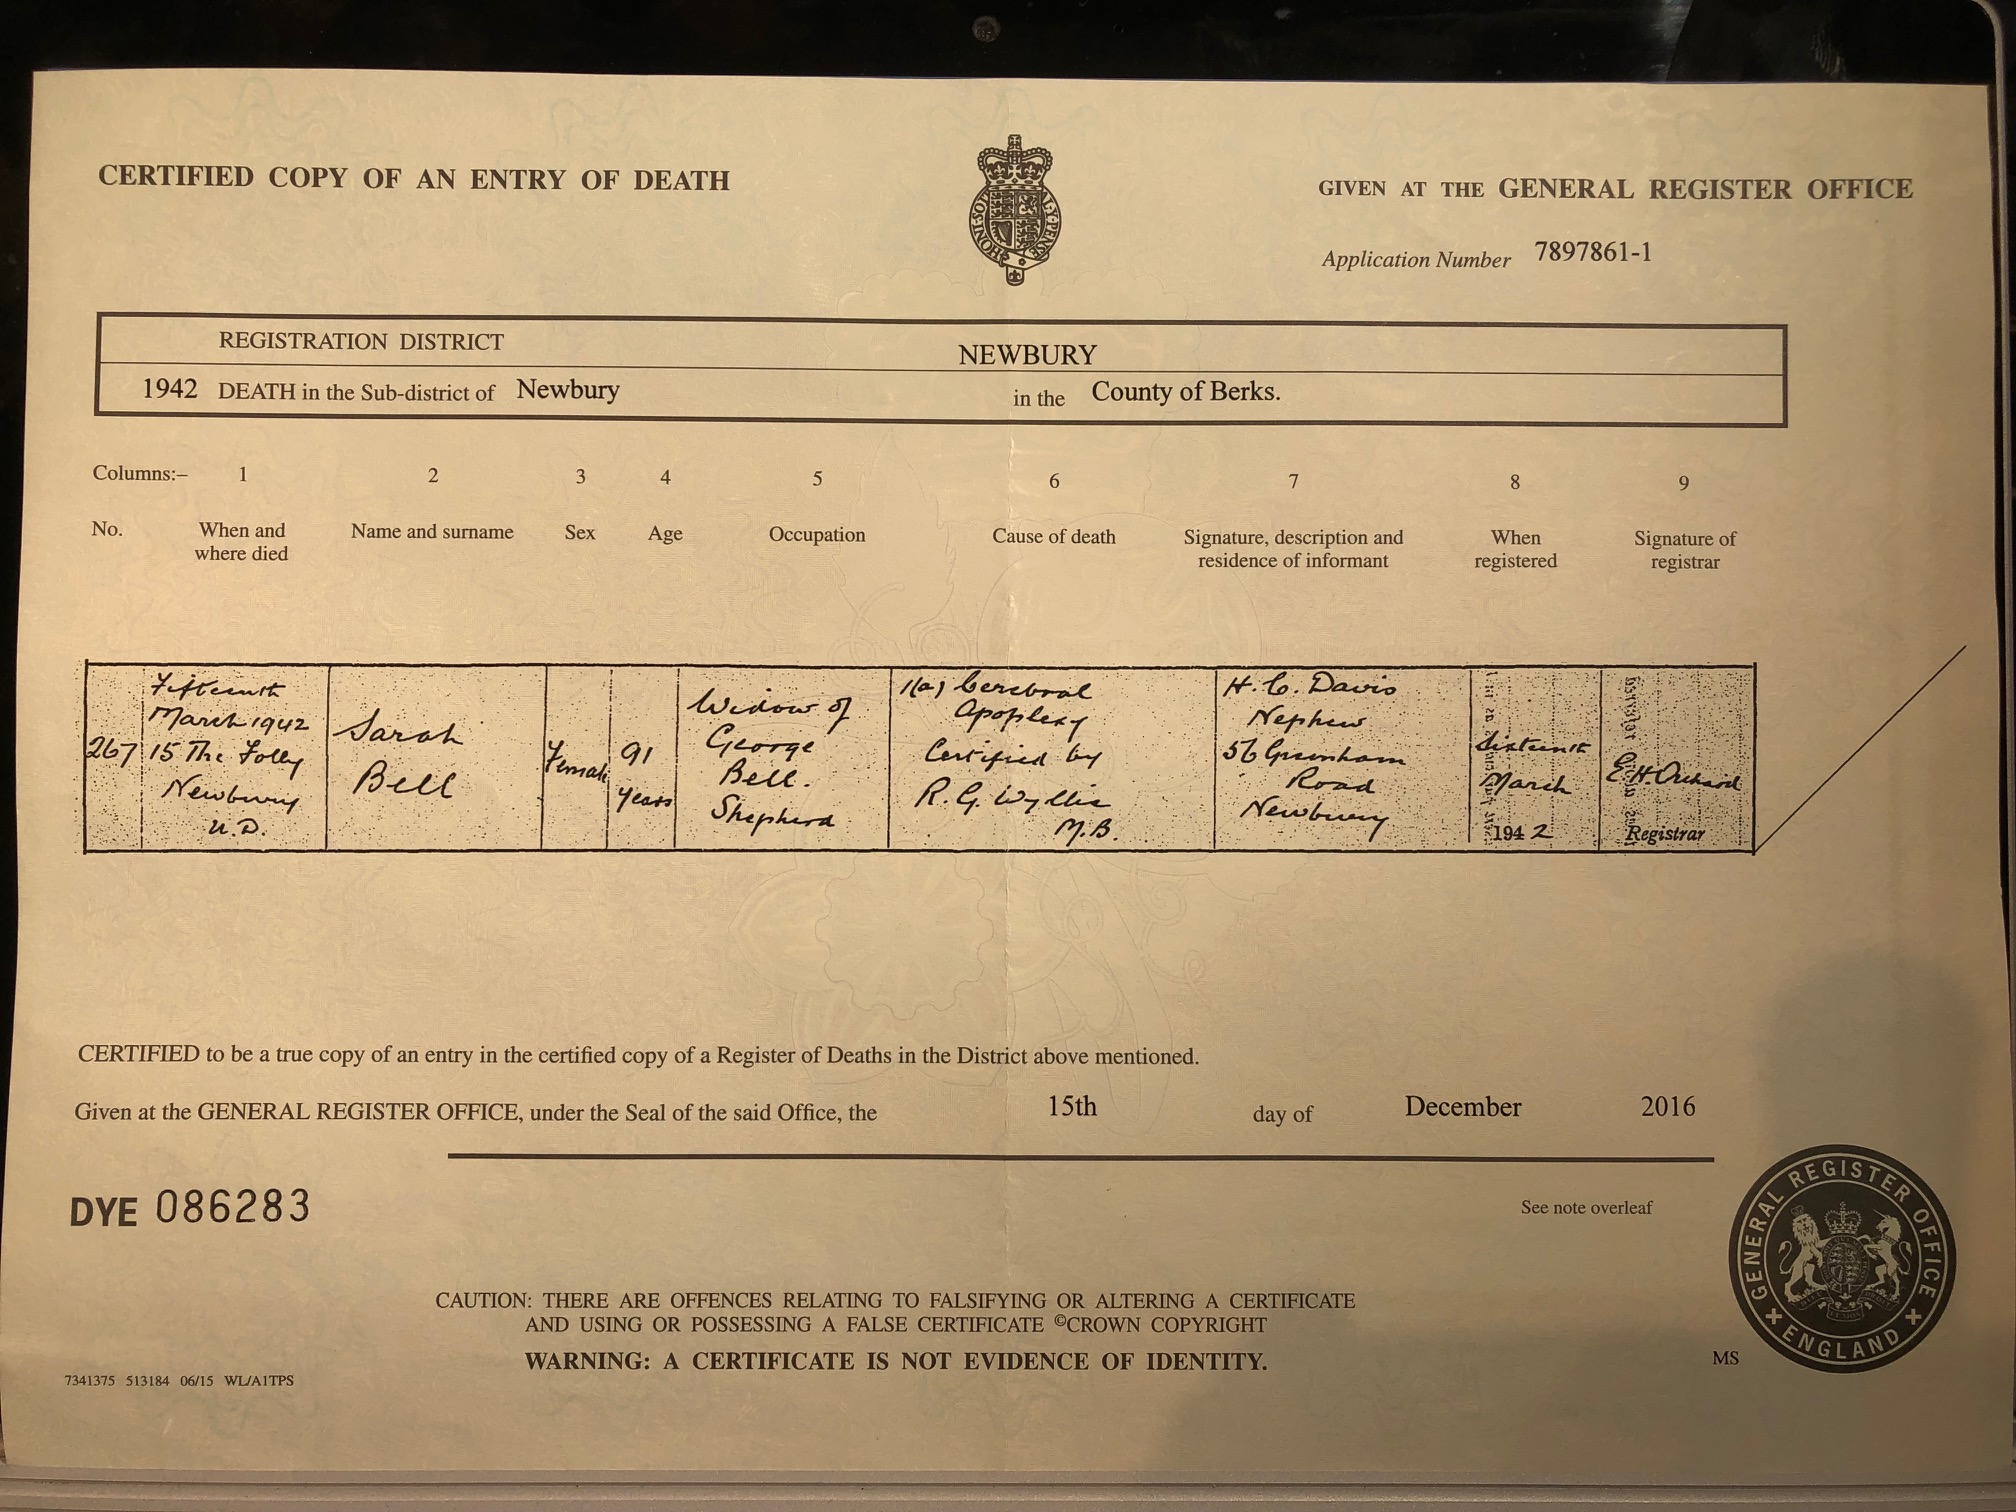 CERTIFIED COPY OF AN ENTRY OF DEATH
GIVEN AT THE GENERAL REGISTER OFFICE
HONI·SOI AL·Y·PENSE
Application Number 7897861-1
REGISTRATION DISTRICT NEWBURY
1942 DEATH in the Sub-district of Newbury in the County of Berks.
Columns:– 1 2 3 4 5 6 7 8 9
No.
When and
where died
Name and surname
Sex
Age
Occupation
Cause of death
Signature, description and
residence of informant
When
registered
Signature of
registrar
267
Fifteenth
March 1942
15 The Folly
Newbury
U.D.
Sarah
Bell
Female
91
years
Widow of
George
Bell.
Shepherd
1(a) Cerebral
Apoplexy
Certified by
R. G. Wyllie
M.B.
H. C. Davis
Nephew
56 Greenham
Road
Newbury
Sixteenth
March
1942
E.H. Orchard
Registrar
CERTIFIED to be a true copy of an entry in the certified copy of a Register of Deaths in the District above mentioned.
Given at the GENERAL REGISTER OFFICE, under the Seal of the said Office, the 15th day of December 2016
DYE 086283
See note overleaf
GENERAL REGISTER OFFICE
ENGLAND
CAUTION: THERE ARE OFFENCES RELATING TO FALSIFYING OR ALTERING A CERTIFICATE
AND USING OR POSSESSING A FALSE CERTIFICATE ©CROWN COPYRIGHT
WARNING: A CERTIFICATE IS NOT EVIDENCE OF IDENTITY.
MS
7341375 513184 06/15 WL/A1TPS